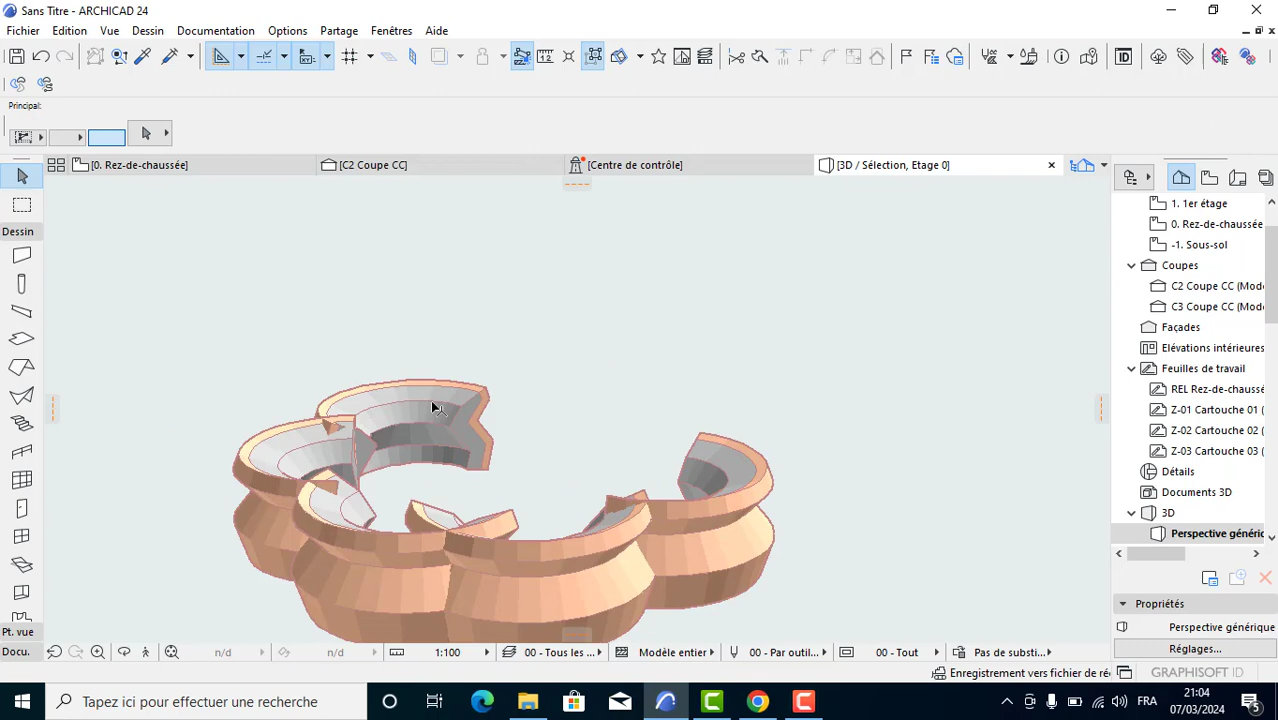 Sans Titre - ARCHICAD 24
Fichier Edition Vue Dessin Documentation Options Partage Fenêtres Aide
Principal:
[0. Rez-de-chaussée] [C2 Coupe CC] [Centre de contrôle] [3D / Sélection, Etage 0]
1. 1er étage
0. Rez-de-chaussée
-1. Sous-sol
Coupes
C2 Coupe CC (Mod
C3 Coupe CC (Mod
Façades
Elévations intérieures
Feuilles de travail
REL Rez-de-chaussé
Z-01 Cartouche 01 (
Z-02 Cartouche 02 (
Z-03 Cartouche 03 (
Détails
Documents 3D
3D
Perspective généric
Dessin
Pt. vue
Docu.
Propriétés
Perspective générique
Réglages...
n/d n/d 1:100 00 - Tous les ... Modèle entier 00 - Par outil... 00 - Tout Pas de substi...
Enregistrement vers fichier de ré
GRAPHISOFT ID
Tapez ici pour effectuer une recherche
FRA
21:04
07/03/2024
5